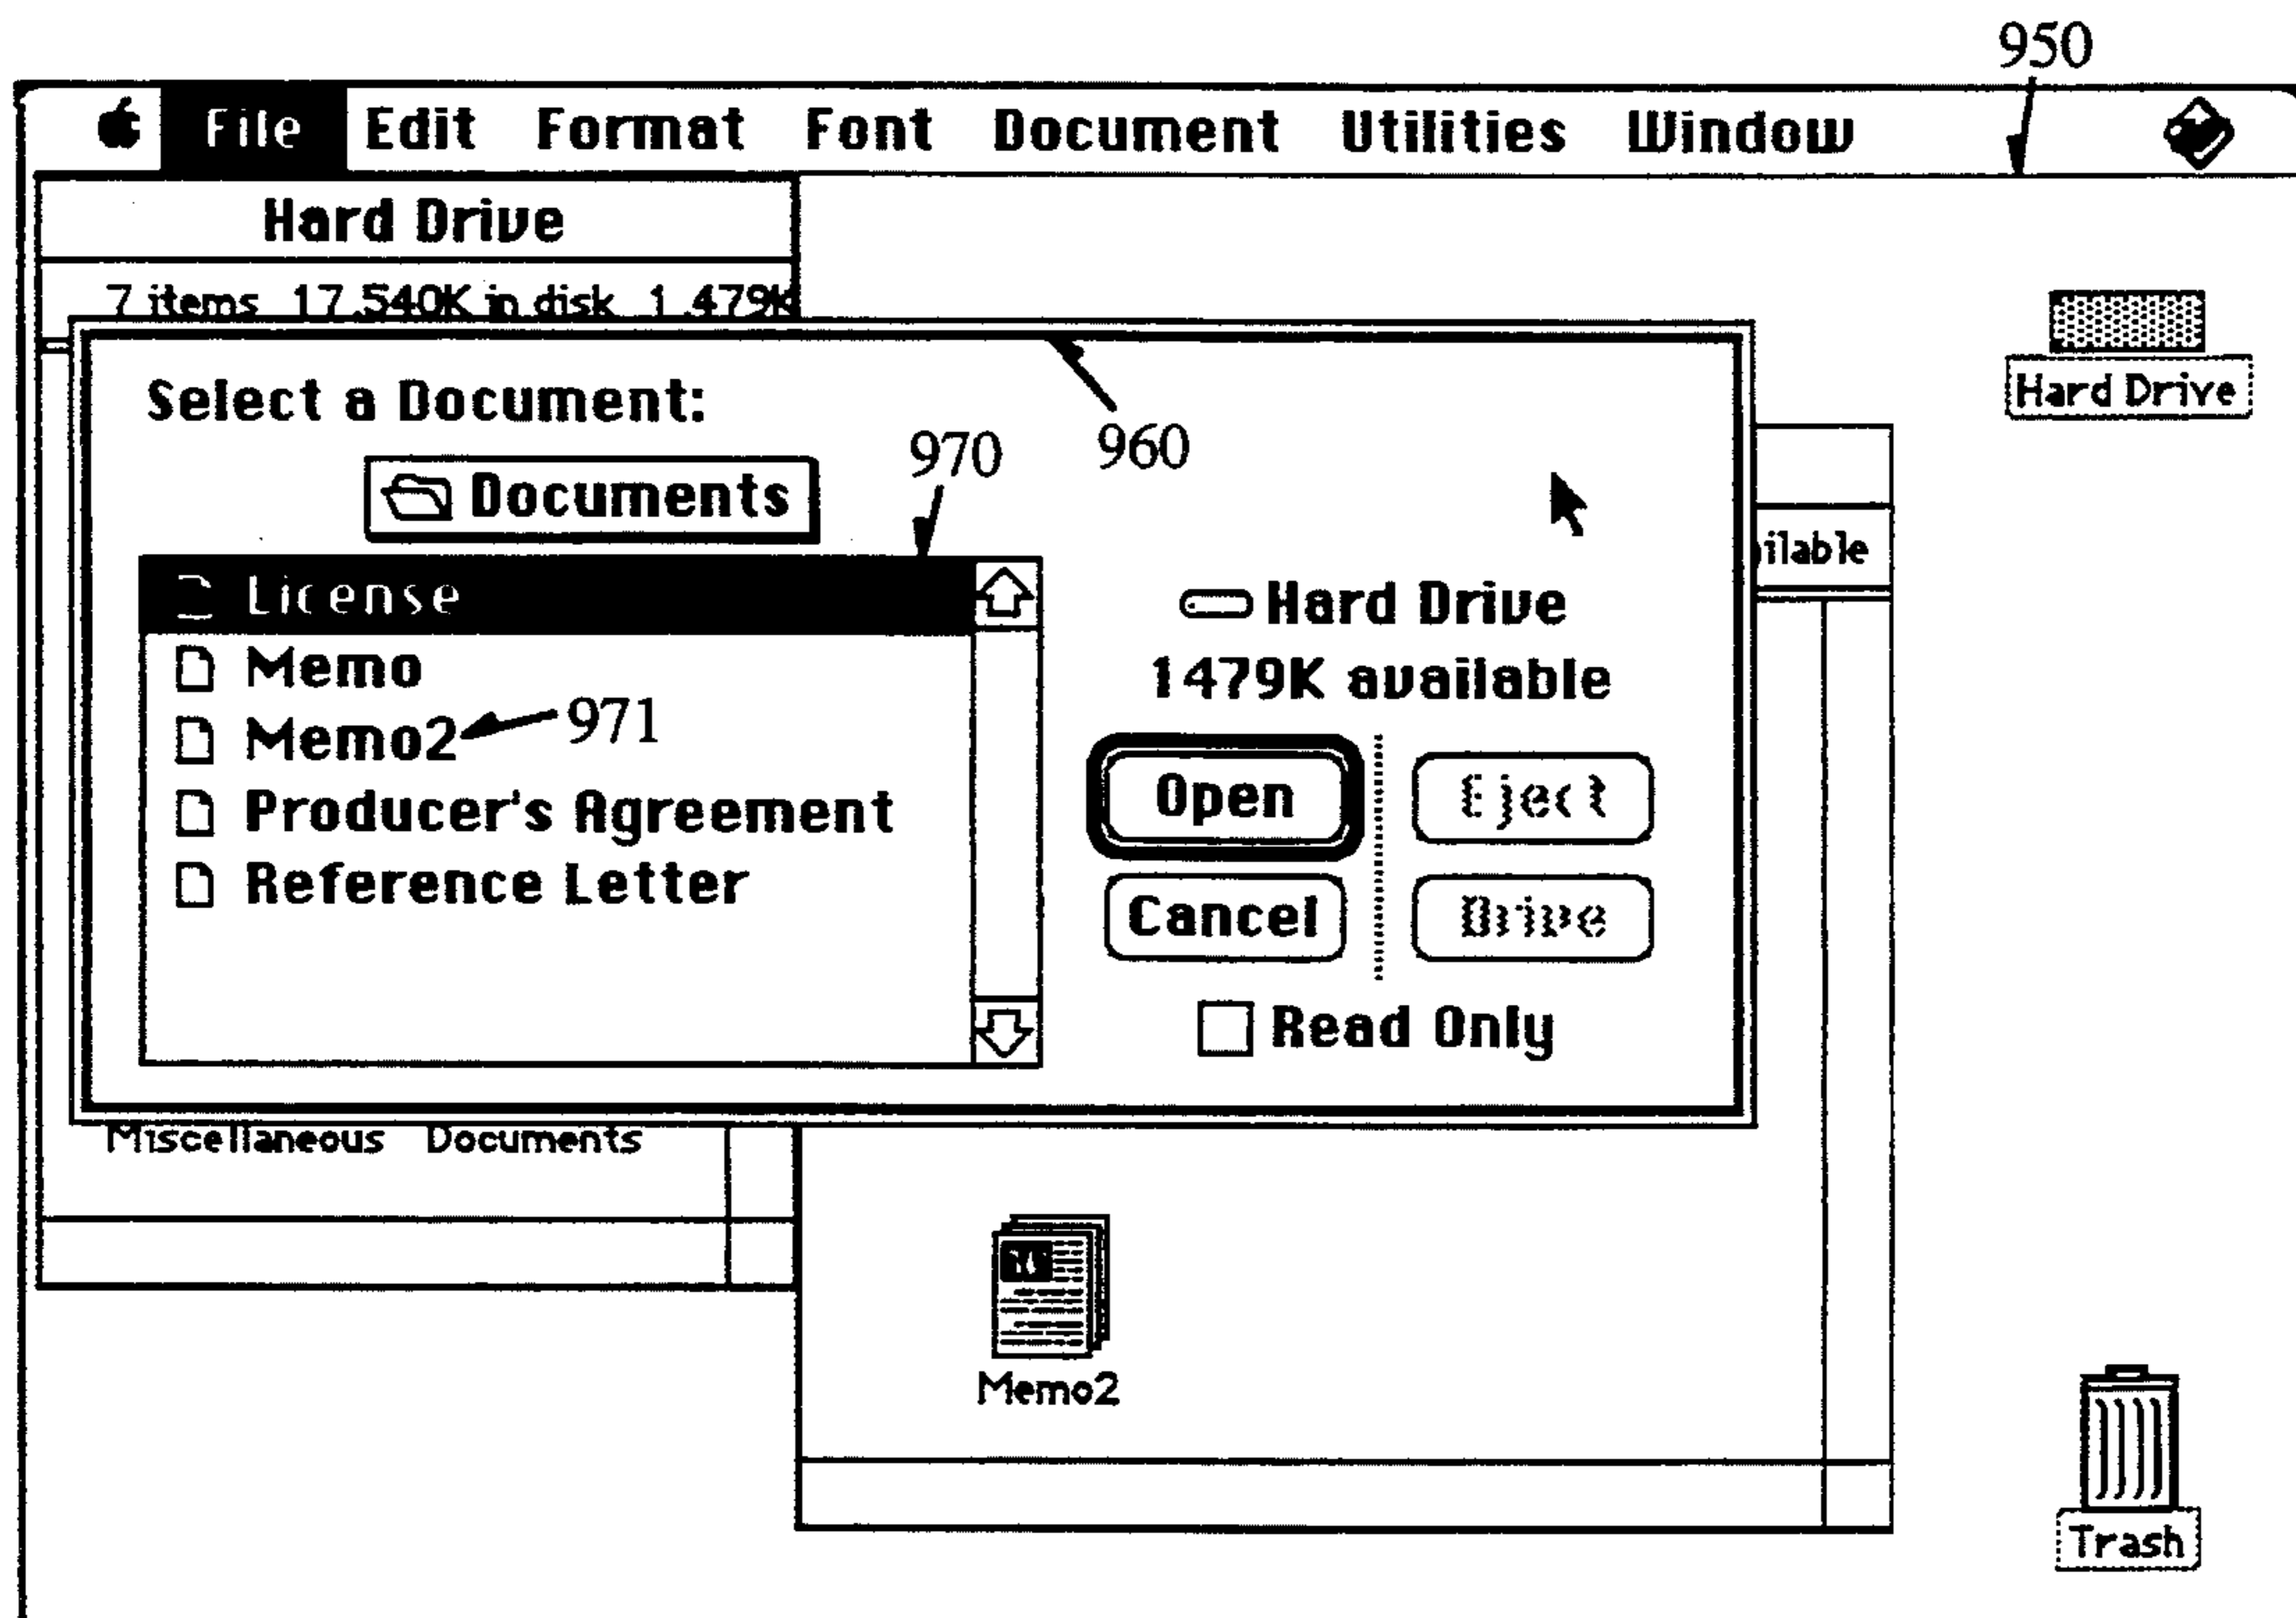 950
File Edit Format Font Document Utilities Window
Hard Drive
7 items 17,540K in disk 1,479K
Hard Drive
Select a Document:
960
970
Documents
ilable
License
Memo
Memo2
971
Producer's Agreement
Reference Letter
Hard Drive
1479K available
Open
Eject
Cancel
Drive
Read Only
Miscellaneous Documents
Memo2
Trash